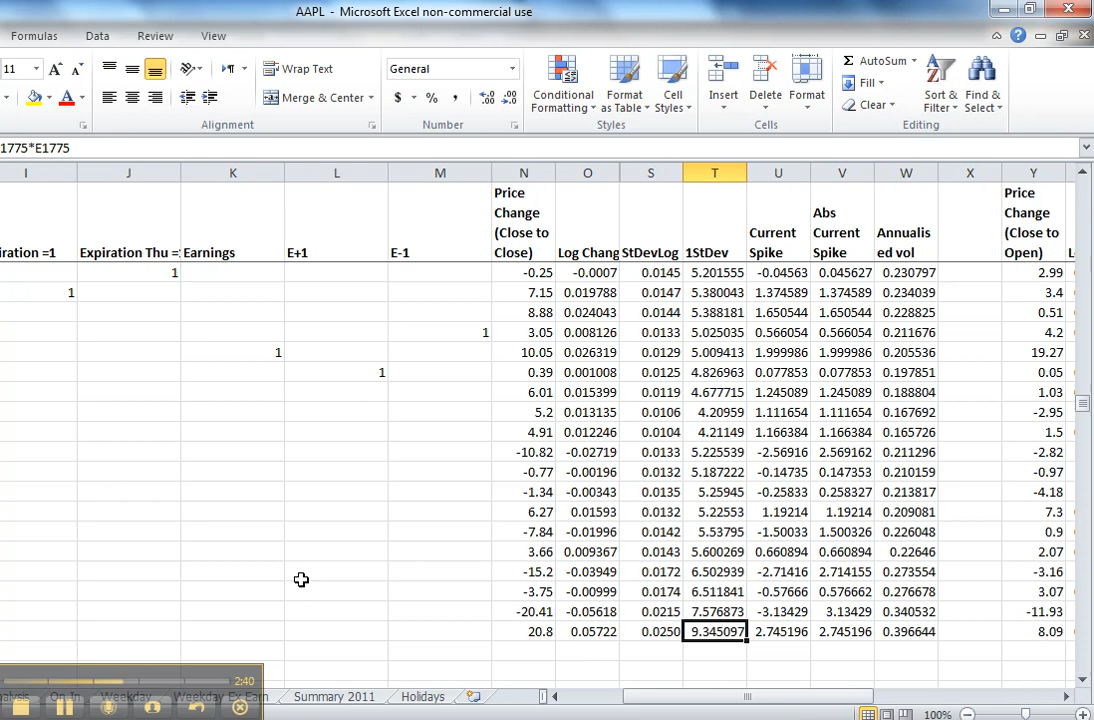 AAPL - Microsoft Excel non-commercial use
Formulas Data Review View
11 A A Wrap Text General AutoSum
Merge & Center $ % , Conditional Formatting Format as Table Cell Styles Insert Delete Format Fill Clear Sort & Filter Find & Select
Alignment Number Styles Cells Editing
1775*E1775
I J K L M N O S T U V W X Y
iration =1 Expiration Thu = Earnings E+1 E-1 Price Change (Close to Close) Log Chang StDevLog 1StDev Current Spike Abs Current Spike Annualised vol Price Change (Close to Open)
1 -0.25 -0.0007 0.0145 5.201555 -0.04563 0.045627 0.230797 2.99
1 7.15 0.019788 0.0147 5.380043 1.374589 1.374589 0.234039 3.4
8.88 0.024043 0.0144 5.388181 1.650544 1.650544 0.228825 0.51
1 3.05 0.008126 0.0133 5.025035 0.566054 0.566054 0.211676 4.2
1 10.05 0.026319 0.0129 5.009413 1.999986 1.999986 0.205536 19.27
1 0.39 0.001008 0.0125 4.826963 0.077853 0.077853 0.197851 0.05
6.01 0.015399 0.0119 4.677715 1.245089 1.245089 0.188804 1.03
5.2 0.013135 0.0106 4.20959 1.111654 1.111654 0.167692 -2.95
4.91 0.012246 0.0104 4.21149 1.166384 1.166384 0.165726 1.5
-10.82 -0.02719 0.0133 5.225539 -2.56916 2.569162 0.211296 -2.82
-0.77 -0.00196 0.0132 5.187222 -0.14735 0.147353 0.210159 -0.97
-1.34 -0.00343 0.0135 5.25945 -0.25833 0.258327 0.213817 -4.18
6.27 0.01593 0.0132 5.22553 1.19214 1.19214 0.209081 7.3
-7.84 -0.01996 0.0142 5.53795 -1.50033 1.500326 0.226048 0.9
3.66 0.009367 0.0143 5.600269 0.660894 0.660894 0.22646 2.07
-15.2 -0.03949 0.0172 6.502939 -2.71416 2.714155 0.273554 -3.16
-3.75 -0.00999 0.0174 6.511841 -0.57666 0.576662 0.276678 3.07
-20.41 -0.05618 0.0215 7.576873 -3.13429 3.13429 0.340532 -11.93
20.8 0.05722 0.0250 9.345097 2.745196 2.745196 0.396644 8.09
2:40
nalysis On In Weekday Weekday Ex Earn Summary 2011 Holidays
100%